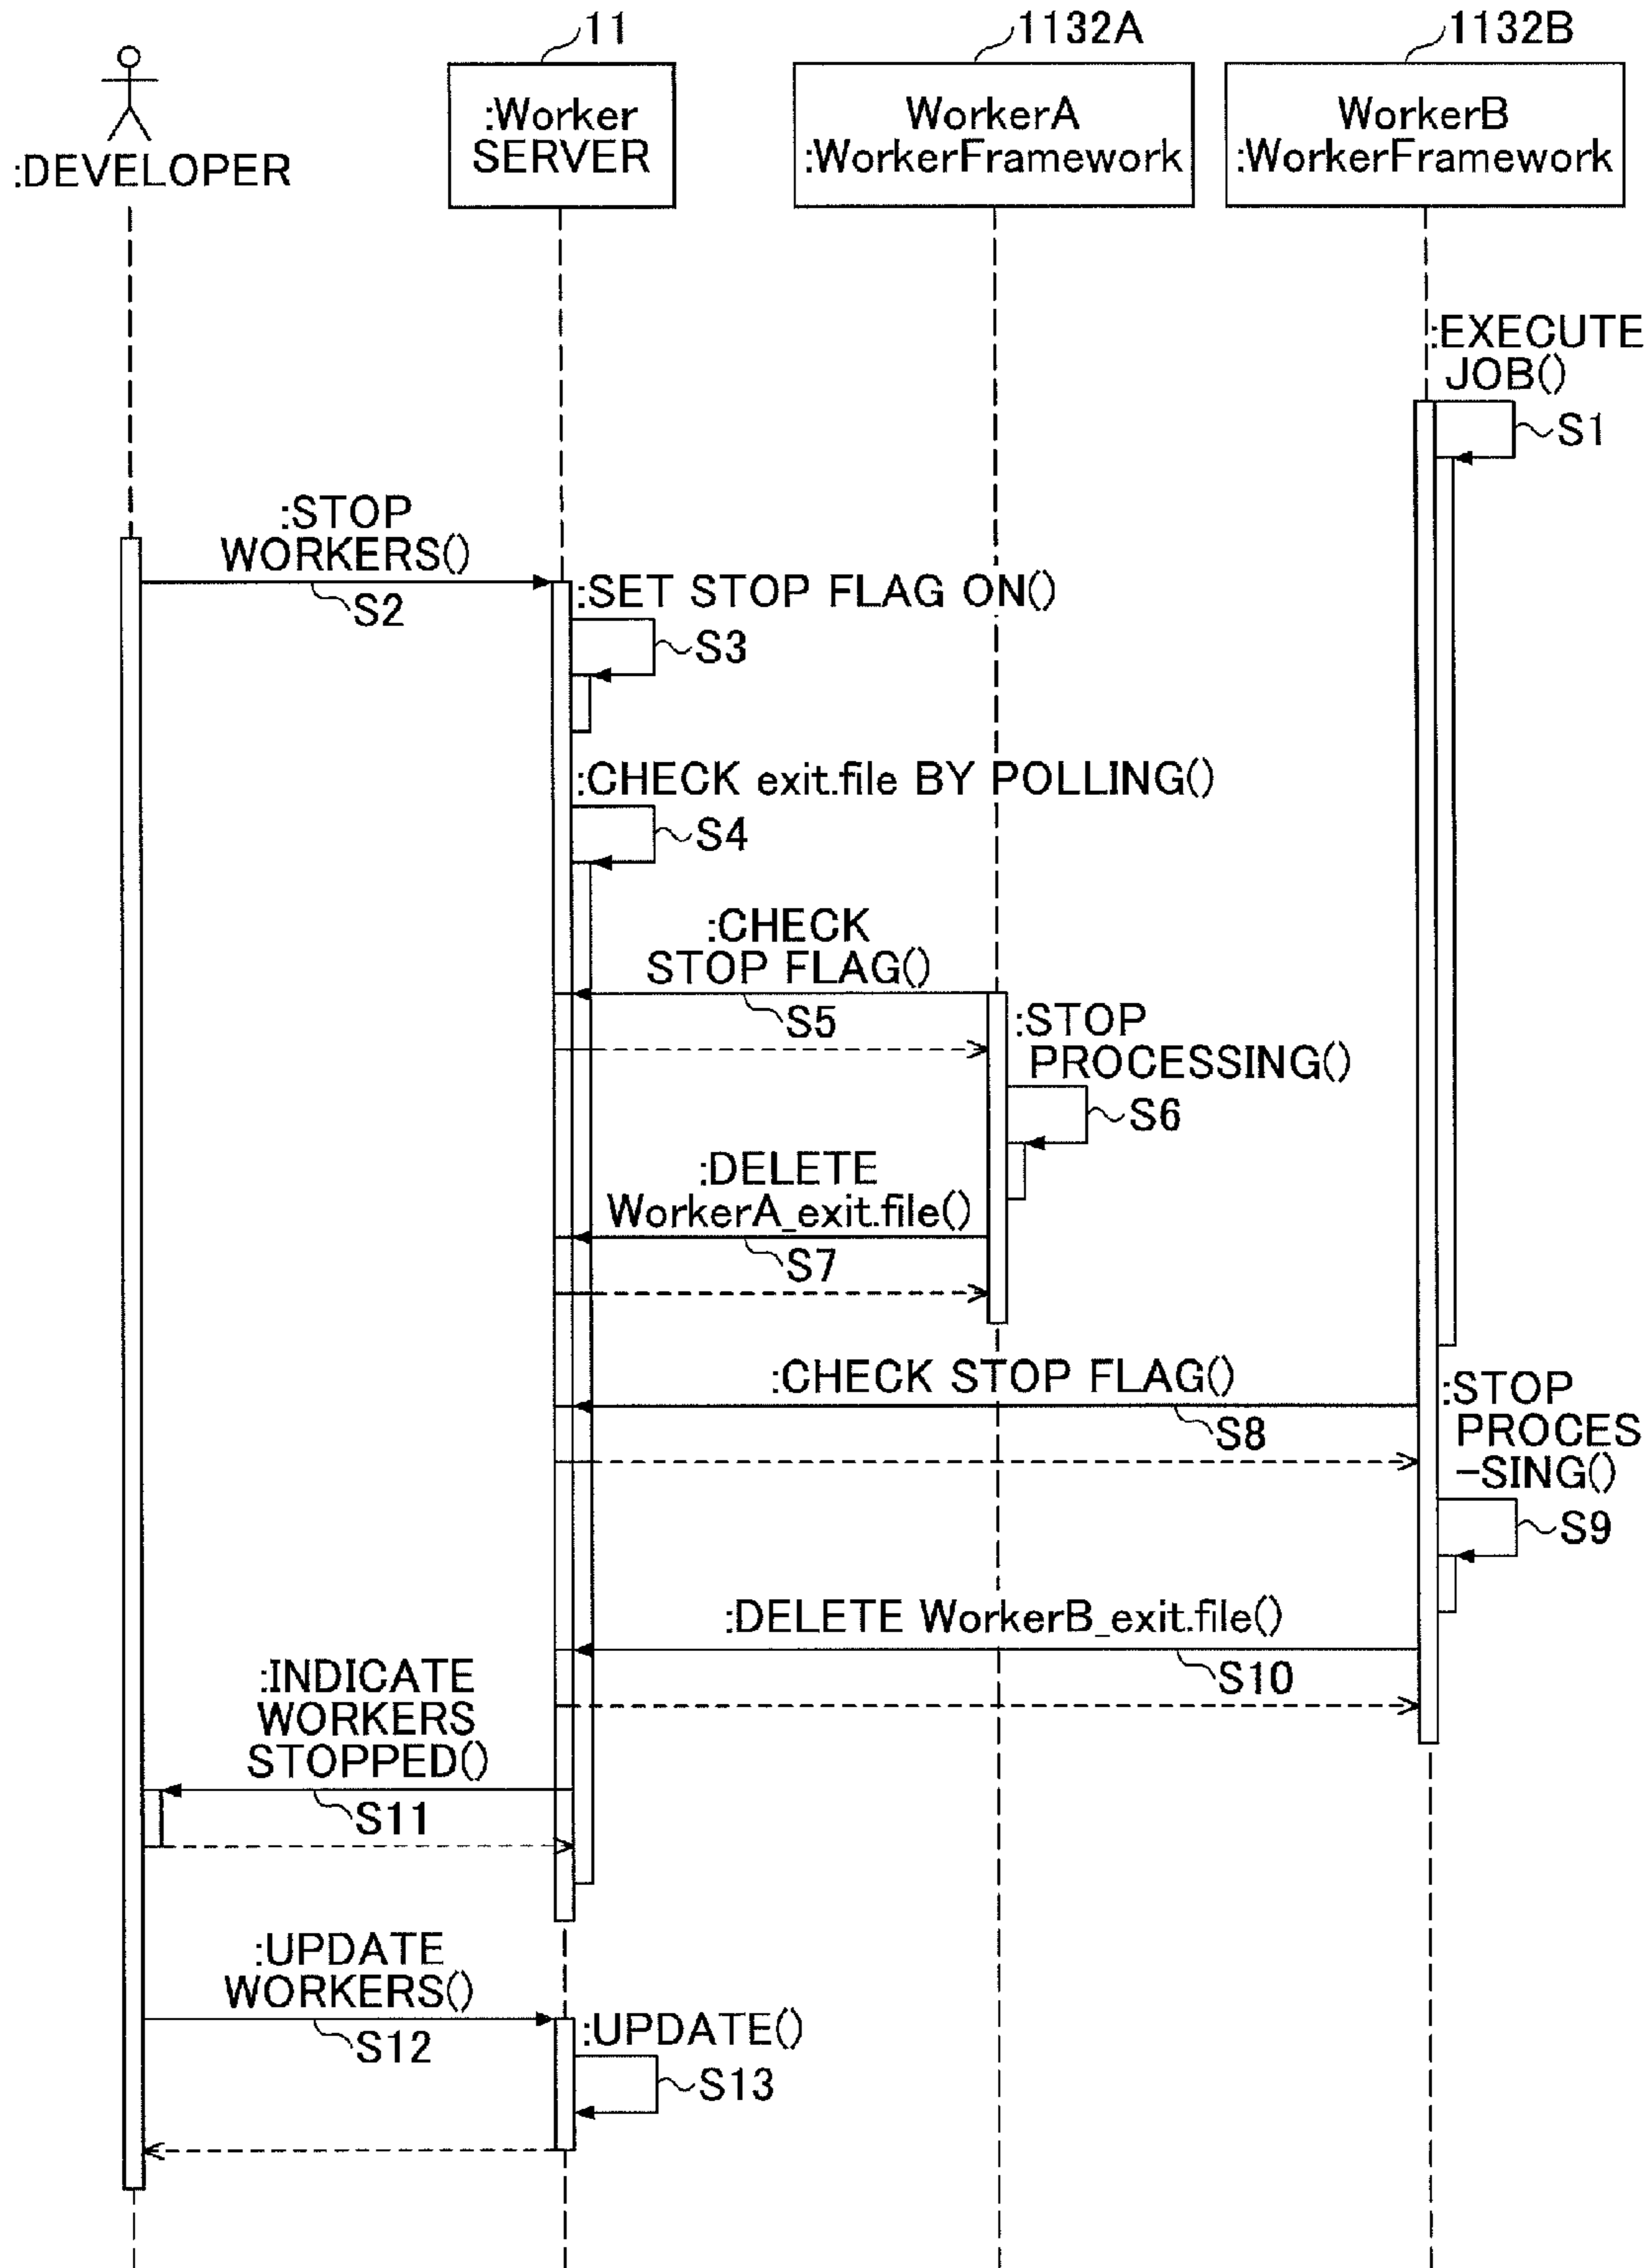 11
1132A
1132B
:DEVELOPER
:Worker
SERVER
WorkerA
:WorkerFramework
WorkerB
:WorkerFramework
:EXECUTE
JOB()
S1
:STOP
WORKERS()
S2
:SET STOP FLAG ON()
S3
:CHECK exit.file BY POLLING()
S4
:CHECK
STOP FLAG()
S5
:STOP
PROCESSING()
S6
:DELETE
WorkerA_exit.file()
S7
:CHECK STOP FLAG()
S8
:STOP
PROCES
-SING()
S9
:DELETE WorkerB_exit.file()
S10
:INDICATE
WORKERS
STOPPED()
S11
:UPDATE
WORKERS()
S12
:UPDATE()
S13